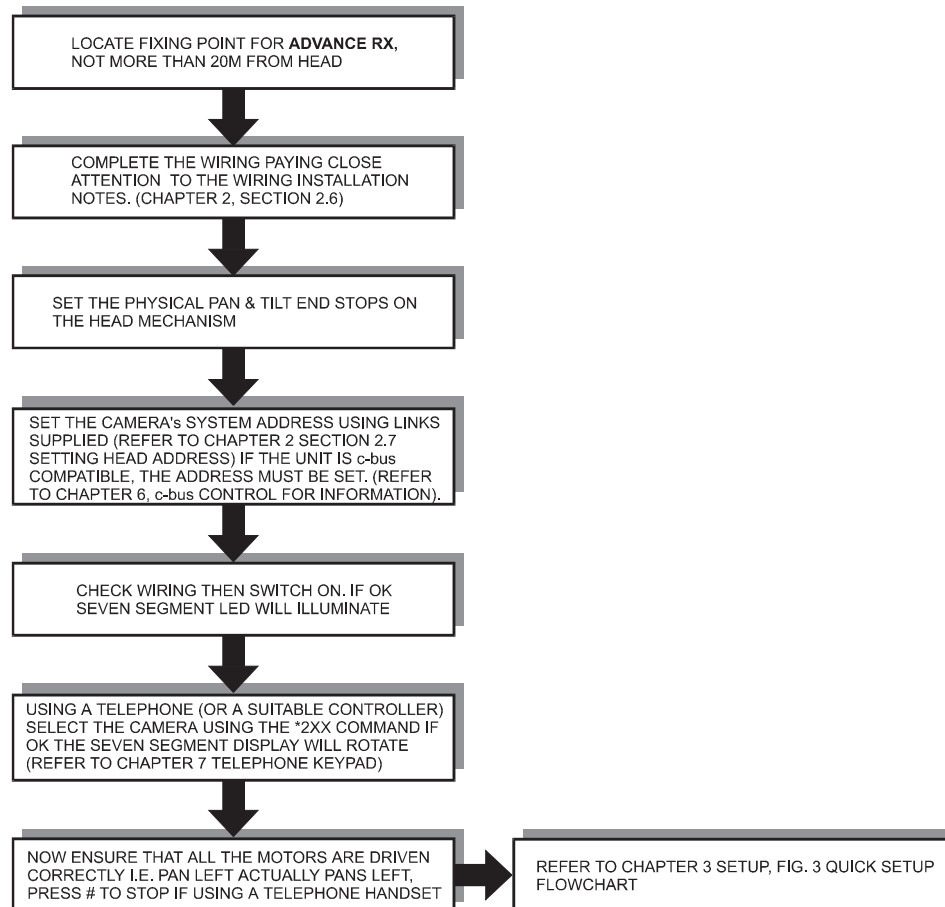 LOCATE FIXING POINT FOR ADVANCE RX,
NOT MORE THAN 20M FROM HEAD
COMPLETE THE WIRING PAYING CLOSE
ATTENTION TO THE WIRING INSTALLATION
NOTES. (CHAPTER 2, SECTION 2.6)
SET THE PHYSICAL PAN & TILT END STOPS ON
THE HEAD MECHANISM
SET THE CAMERA's SYSTEM ADDRESS USING LINKS
SUPPLIED (REFER TO CHAPTER 2 SECTION 2.7
SETTING HEAD ADDRESS) IF THE UNIT IS c-bus
COMPATIBLE, THE ADDRESS MUST BE SET. (REFER
TO CHAPTER 6, c-bus CONTROL FOR INFORMATION).
CHECK WIRING THEN SWITCH ON. IF OK
SEVEN SEGMENT LED WILL ILLUMINATE
USING A TELEPHONE (OR A SUITABLE CONTROLLER)
SELECT THE CAMERA USING THE *2XX COMMAND IF
OK THE SEVEN SEGMENT DISPLAY WILL ROTATE
(REFER TO CHAPTER 7 TELEPHONE KEYPAD)
NOW ENSURE THAT ALL THE MOTORS ARE DRIVEN
CORRECTLY I.E. PAN LEFT ACTUALLY PANS LEFT,
PRESS # TO STOP IF USING A TELEPHONE HANDSET
REFER TO CHAPTER 3 SETUP, FIG. 3 QUICK SETUP
FLOWCHART